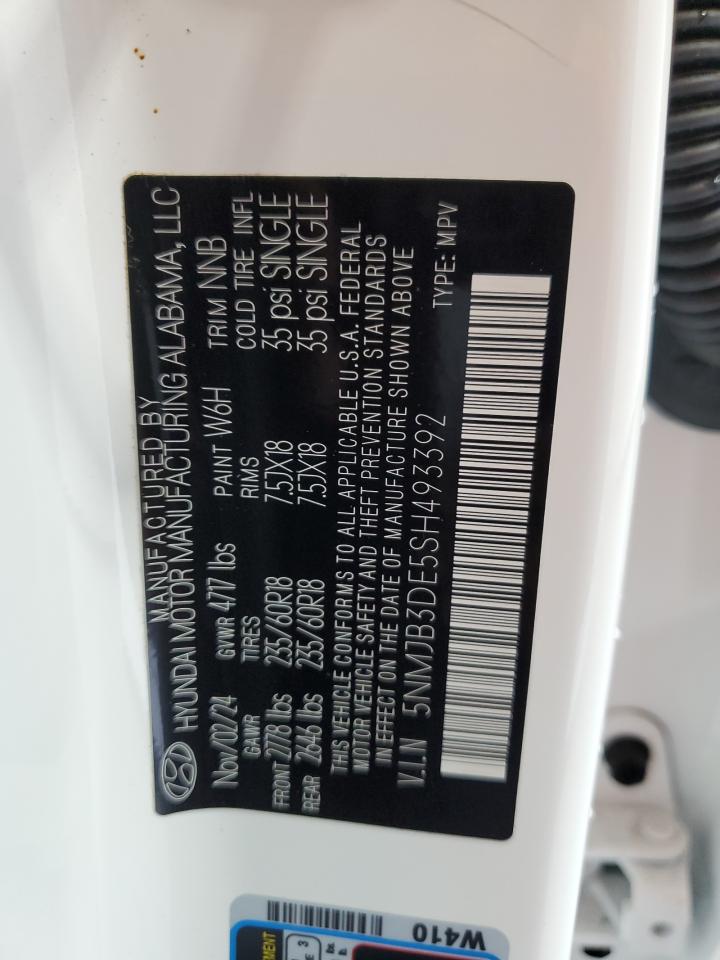 MANUFACTURED BY
HYUNDAI MOTOR MANUFACTURING ALABAMA, LLC
Nov/02/24 GVWR 4717 lbs PAINT W6H TRIM NNB
GAWR TIRES RIMS COLD TIRE INFL
FRONT 2778 lbs 235/60R18 7.5JX18 35 psi SINGLE
REAR 2646 lbs 235/60R18 7.5JX18 35 psi SINGLE
THIS VEHICLE CONFORMS TO ALL APPLICABLE U.S.A. FEDERAL
MOTOR VEHICLE SAFETY AND THEFT PREVENTION STANDARDS
IN EFFECT ON THE DATE OF MANUFACTURE SHOWN ABOVE
V.I.N 5NMJB3DE5SH493392
TYPE: MPV
W410
3